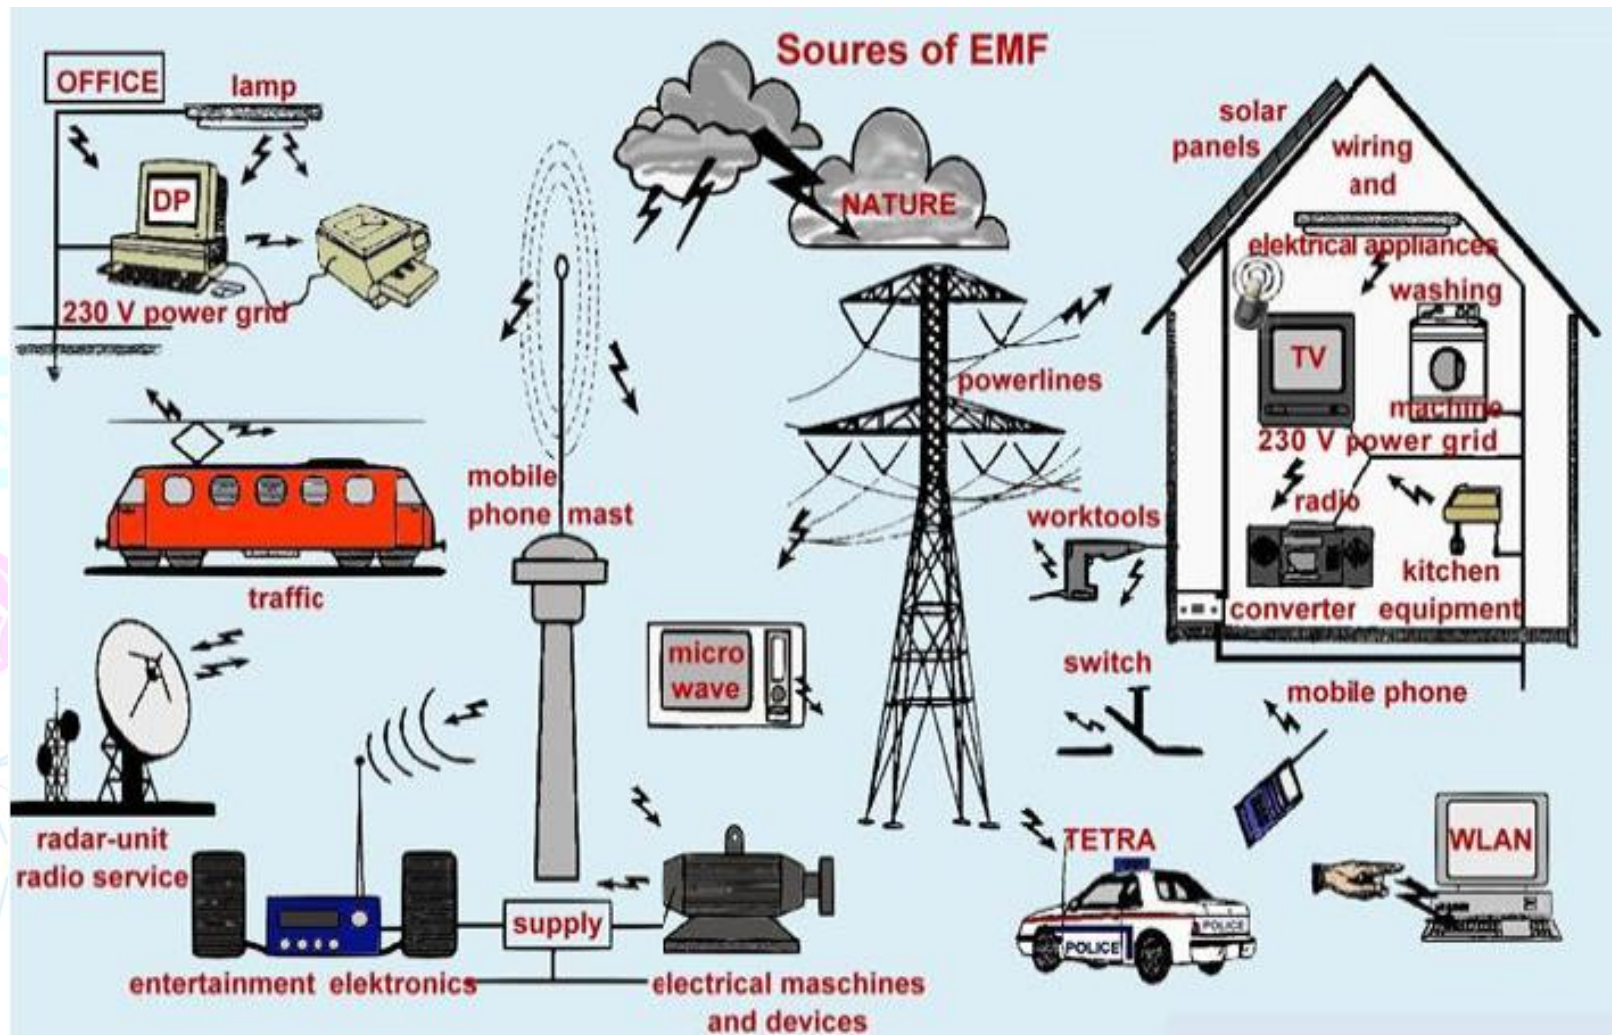 Soures of EMF
OFFICE
lamp
DP
230 V power grid
NATURE
solar
panels
wiring
and
elektrical appliances
washing
machine
TV
230 V power grid
radio
converter
kitchen
equipment
powerlines
mobile
phone mast
worktools
traffic
micro
wave
switch
mobile phone
radar-unit
radio service
TETRA
POLICE
POLICE
WLAN
supply
entertainment elektronics
electrical maschines
and devices